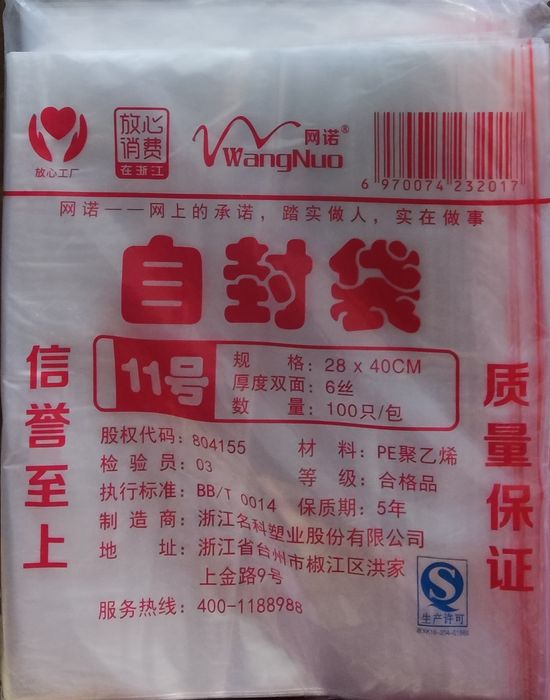 放心工厂
放心
消费
在浙江
网诺®
WangNuo
6 970074 232017
网诺——网上的承诺，踏实做人，实在做事
自封袋
信誉至上
11号
规 格：28 x 40CM
厚度双面：6丝
数 量：100只/包
质量保证
股权代码：804155
材 料：PE聚乙烯
检 验 员：03
等 级：合格品
执行标准：BB/T 0014
保质期：5年
制 造 商：浙江名科塑业股份有限公司
地 址：浙江省台州市椒江区洪家
上金路9号
服务热线：400-1188988
QS
生产许可